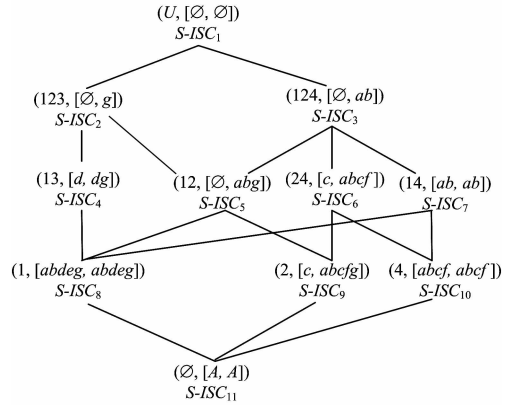 (U, [∅, ∅])
S-ISC₁
(123, [∅, g])
S-ISC₂
(124, [∅, ab])
S-ISC₃
(13, [d, dg])
S-ISC₄
(12, [∅, abg])
S-ISC₅
(24, [c, abcf])
S-ISC₆
(14, [ab, ab])
S-ISC₇
(1, [abdeg, abdeg])
S-ISC₈
(2, [c, abcfg])
S-ISC₉
(4, [abcf, abcf])
S-ISC₁₀
(∅, [A, A])
S-ISC₁₁